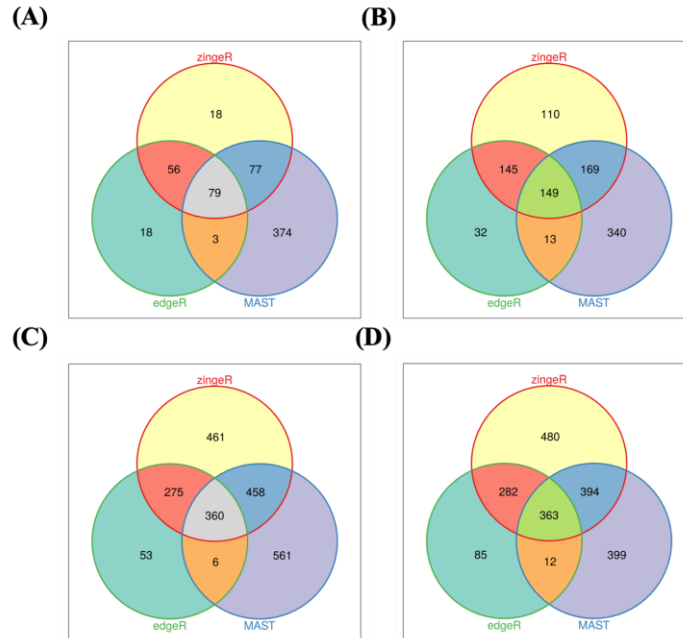 (A)
zingeR
18
56
77
79
18
3
374
edgeR
MAST
(B)
zingeR
110
145
169
149
32
13
340
edgeR
MAST
(C)
zingeR
461
275
458
360
53
6
561
edgeR
MAST
(D)
zingeR
480
282
394
363
85
12
399
edgeR
MAST